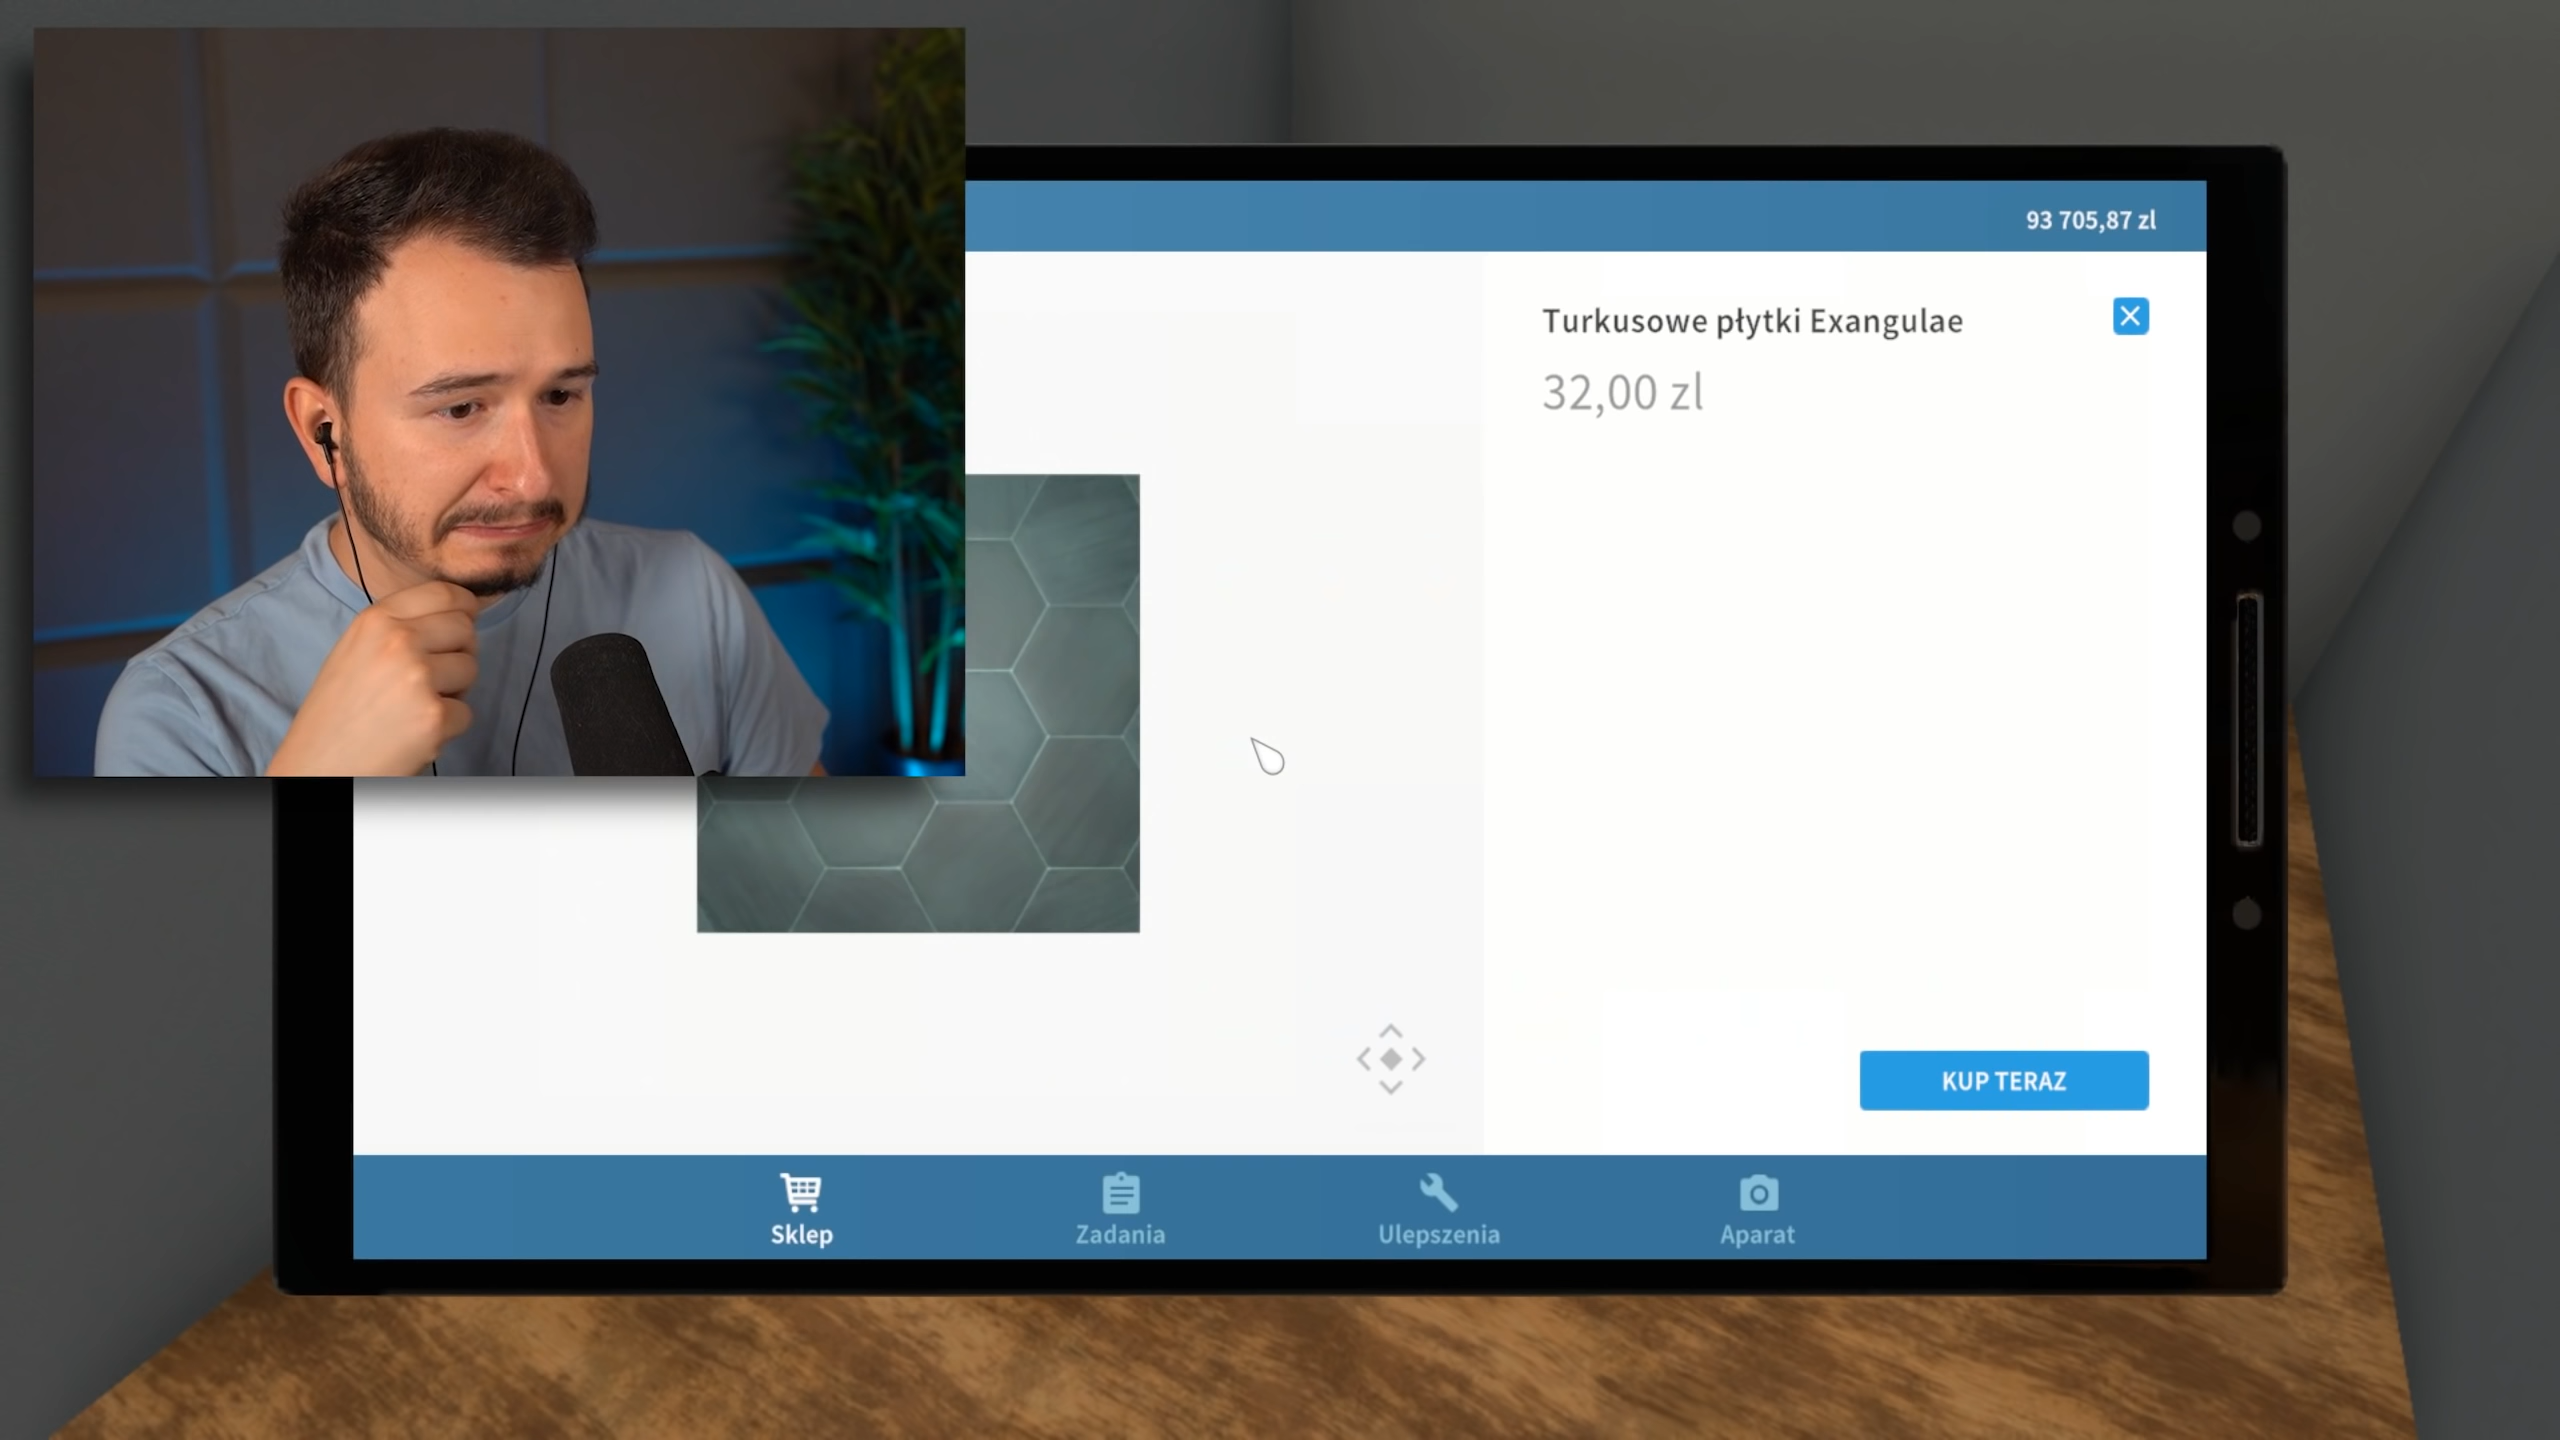 93 705,87 zl
Turkusowe płytki Exangulae
32,00 zl
KUP TERAZ
Sklep
Zadania
Ulepszenia
Aparat